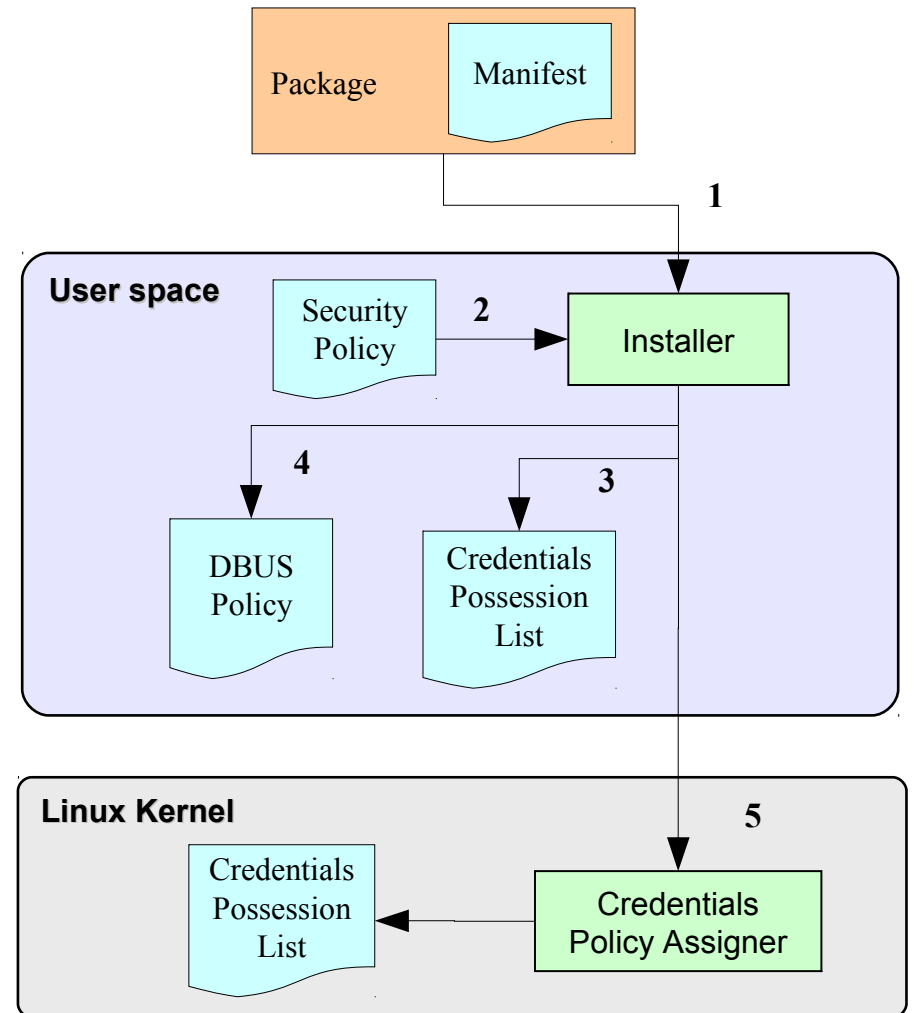 Package
Manifest
1
User space
Security
Policy
2
Installer
4
3
DBUS
Policy
Credentials
Possession
List
Linux Kernel
5
Credentials
Possession
List
Credentials
Policy Assigner